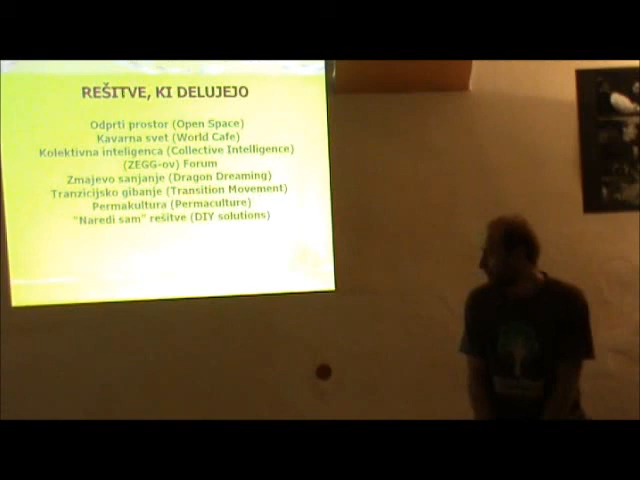 REŠITVE, KI DELUJEJO
Odprti prostor (Open Space)
Kavarna svet (World Cafe)
Kolektivna inteligenca (Collective Intelligence)
(ZEGG-ov) Forum
Zmajevo sanjanje (Dragon Dreaming)
Tranzicijsko gibanje (Transition Movement)
Permakultura (Permaculture)
"Naredi sam" rešitve (DIY solutions)